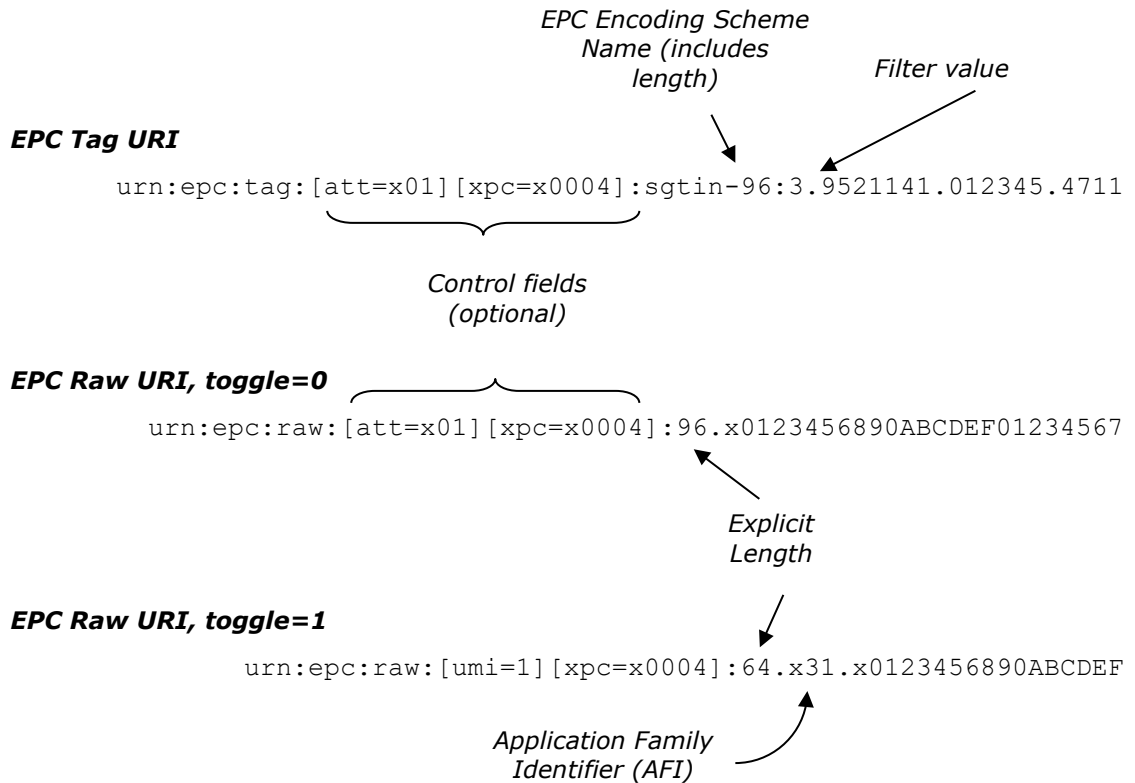 EPC Encoding Scheme
Name (includes
length)
Filter value
EPC Tag URI
urn:epc:tag:[att=x01][xpc=x0004]:sgtin-96:3.9521141.012345.4711
Control fields
(optional)
EPC Raw URI, toggle=0
urn:epc:raw:[att=x01][xpc=x0004]:96.x0123456890ABCDEF01234567
Explicit
Length
EPC Raw URI, toggle=1
urn:epc:raw:[umi=1][xpc=x0004]:64.x31.x0123456890ABCDEF
Application Family
Identifier (AFI)